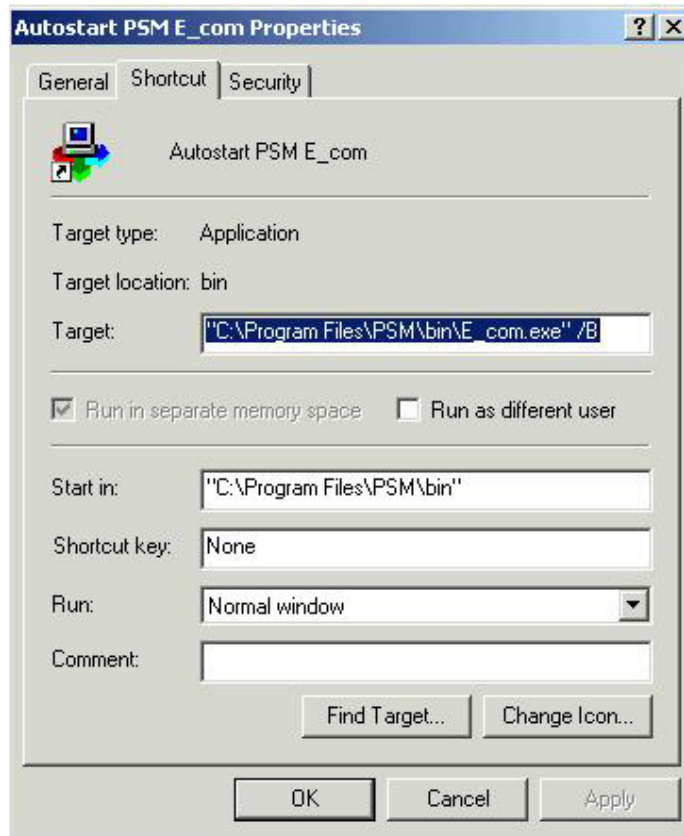 Autostart PSM E_com Properties
General Shortcut Security
Autostart PSM E_com
Target type: Application
Target location: bin
Target: "C:\Program Files\PSM\bin\E_com.exe" /B
Run in separate memory space Run as different user
Start in: "C:\Program Files\PSM\bin"
Shortcut key: None
Run: Normal window
Comment:
Find Target... Change Icon...
OK Cancel Apply